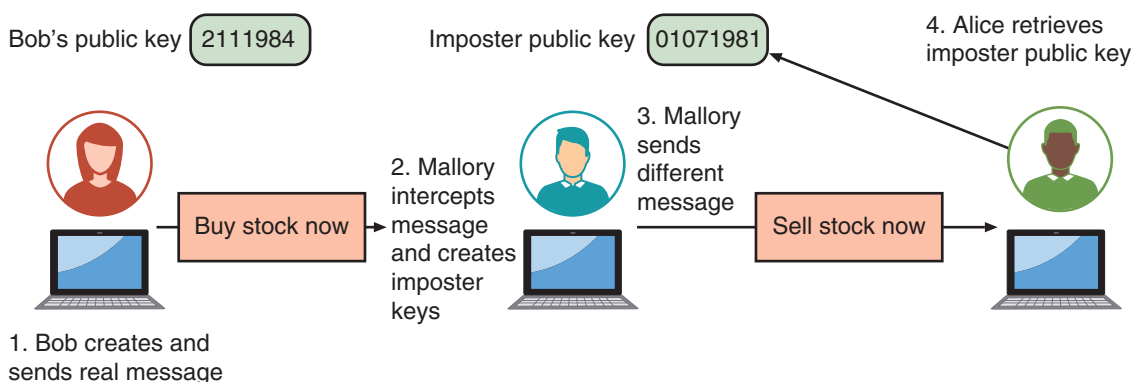 Bob's public key
2111984
Imposter public key
01071981
4. Alice retrieves
imposter public key
3. Mallory
sends
different
message
2. Mallory
intercepts
message
and creates
imposter
keys
Buy stock now
Sell stock now
1. Bob creates and
sends real message